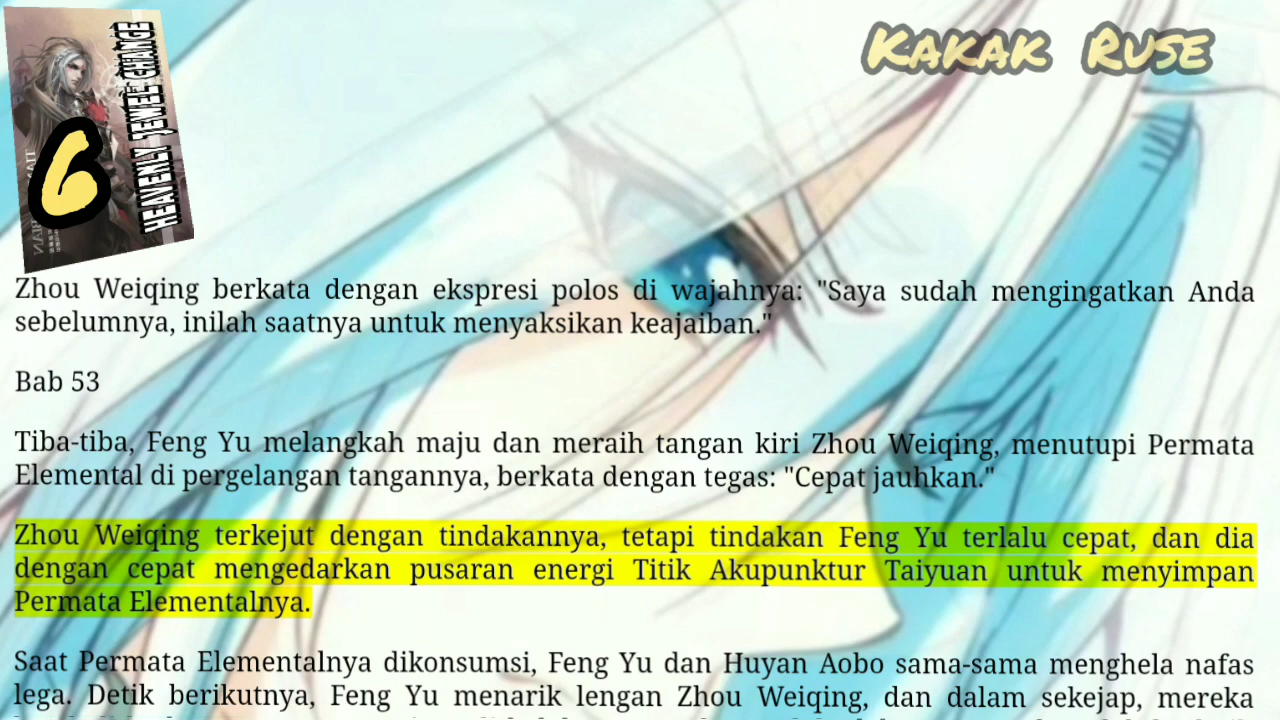 Kakak Ruse
HEAVENLY JEWEL CHANGE
6
Zhou Weiqing berkata dengan ekspresi polos di wajahnya: "Saya sudah mengingatkan Anda
sebelumnya, inilah saatnya untuk menyaksikan keajaiban."
Bab 53
Tiba-tiba, Feng Yu melangkah maju dan meraih tangan kiri Zhou Weiqing, menutupi Permata
Elemental di pergelangan tangannya, berkata dengan tegas: "Cepat jauhkan."
Zhou Weiqing terkejut dengan tindakannya, tetapi tindakan Feng Yu terlalu cepat, dan dia
dengan cepat mengedarkan pusaran energi Titik Akupunktur Taiyuan untuk menyimpan
Permata Elementalnya.
Saat Permata Elementalnya dikonsumsi, Feng Yu dan Huyan Aobo sama-sama menghela nafas
lega. Detik berikutnya, Feng Yu menarik lengan Zhou Weiqing, dan dalam sekejap, mereka